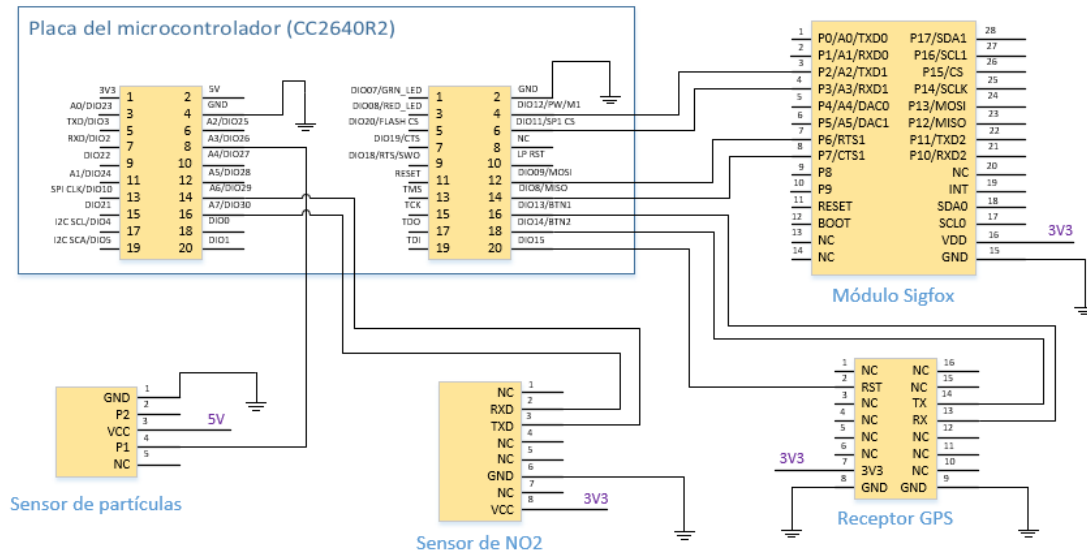 Placa del microcontrolador (CC2640R2)
3V3 1 2 5V
A0/DIO23 3 4 GND
TXD/DIO3 5 6 A2/DIO25
RXD/DIO2 7 8 A3/DIO26
DIO22 9 10 A4/DIO27
A1/DIO24 11 12 A5/DIO28
SPI CLK/DIO10 13 14 A6/DIO29
DIO21 15 16 A7/DIO30
I2C SCL/DIO4 17 18 DIO0
I2C SCA/DIO5 19 20 DIO1
DIO07/GRN_LED 1 2 GND
DIO08/RED_LED 3 4 DIO12/PW/M1
DIO20/FLASH CS 5 6 DIO11/SP1 CS
DIO19/CTS 7 8 NC
DIO18/RTS/SWO 9 10 LP RST
RESET 11 12 DIO09/MOSI
TMS 13 14 DIO8/MISO
TCK 15 16 DIO13/BTN1
TDO 17 18 DIO14/BTN2
TDI 19 20 DIO15
1 P0/A0/TXD0 P17/SDA1 28
2 P1/A1/RXD0 P16/SCL1 27
3 P2/A2/TXD1 P15/CS 26
4 P3/A3/RXD1 P14/SCLK 25
5 P4/A4/DAC0 P13/MOSI 24
6 P5/A5/DAC1 P12/MISO 23
7 P6/RTS1 P11/TXD2 22
8 P7/CTS1 P10/RXD2 21
9 P8 NC 20
10 P9 INT 19
11 RESET SDA0 18
12 BOOT SCL0 17
13 NC VDD 16 3V3
14 NC GND 15
Módulo Sigfox
GND 1
P2 2
VCC 3 5V
P1 4
NC 5
Sensor de partículas
NC 1
RXD 2
TXD 3
NC 4
NC 5
GND 6
NC 7
VCC 8 3V3
Sensor de NO2
1 NC NC 16
2 RST NC 15
3 NC TX 14
4 NC RX 13
5 NC NC 12
6 NC NC 11
3V3 7 3V3 NC 10
8 GND GND 9
Receptor GPS